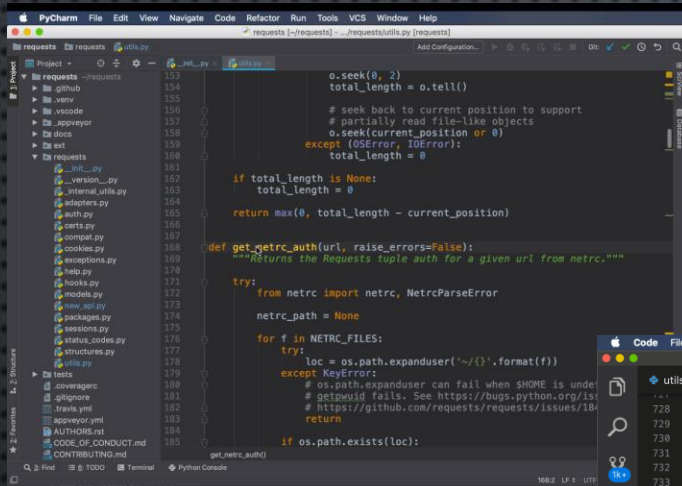 PyCharm File Edit View Navigate Code Refactor Run Tools VCS Window Help
requests [~/requests] - .../requests/utils.py [requests]
requests requests utils.py
Add Configuration...
Git:
1: Project
Project
__init__.py
utils.py
SciView
Database
requests ~/requests
.github
.venv
.vscode
_appveyor
docs
ext
requests
__init__.py
__version__.py
_internal_utils.py
adapters.py
auth.py
certs.py
compat.py
cookies.py
exceptions.py
help.py
hooks.py
models.py
new_api.py
packages.py
sessions.py
status_codes.py
structures.py
utils.py
tests
.coveragerc
.gitignore
.travis.yml
appveyor.yml
AUTHORS.rst
CODE_OF_CONDUCT.md
CONTRIBUTING.md
Z: Structure
2: Favorites
153 o.seek(0, 2)
154 total_length = o.tell()
155
156 # seek back to current position to support
157 # partially read file-like objects
158 o.seek(current_position or 0)
159 except (OSError, IOError):
160 total_length = 0
161
162 if total_length is None:
163 total_length = 0
164
165 return max(0, total_length - current_position)
166
167
168 def get_netrc_auth(url, raise_errors=False):
169 """Returns the Requests tuple auth for a given url from netrc."""
170
171 try:
172 from netrc import netrc, NetrcParseError
173
174 netrc_path = None
175
176 for f in NETRC_FILES:
177 try:
178 loc = os.path.expanduser('~/{}'.format(f))
179 except KeyError:
180 # os.path.expanduser can fail when $HOME is undef
181 # getpwuid fails. See https://bugs.python.org/iss
182 # https://github.com/requests/requests/issues/184
183 return
184
185 if os.path.exists(loc):
get_netrc_auth()
3: Find 6: TODO Terminal Python Console
168:2 LF UTF
Code File
utils
727
728
729
730
731
732
733
1k+